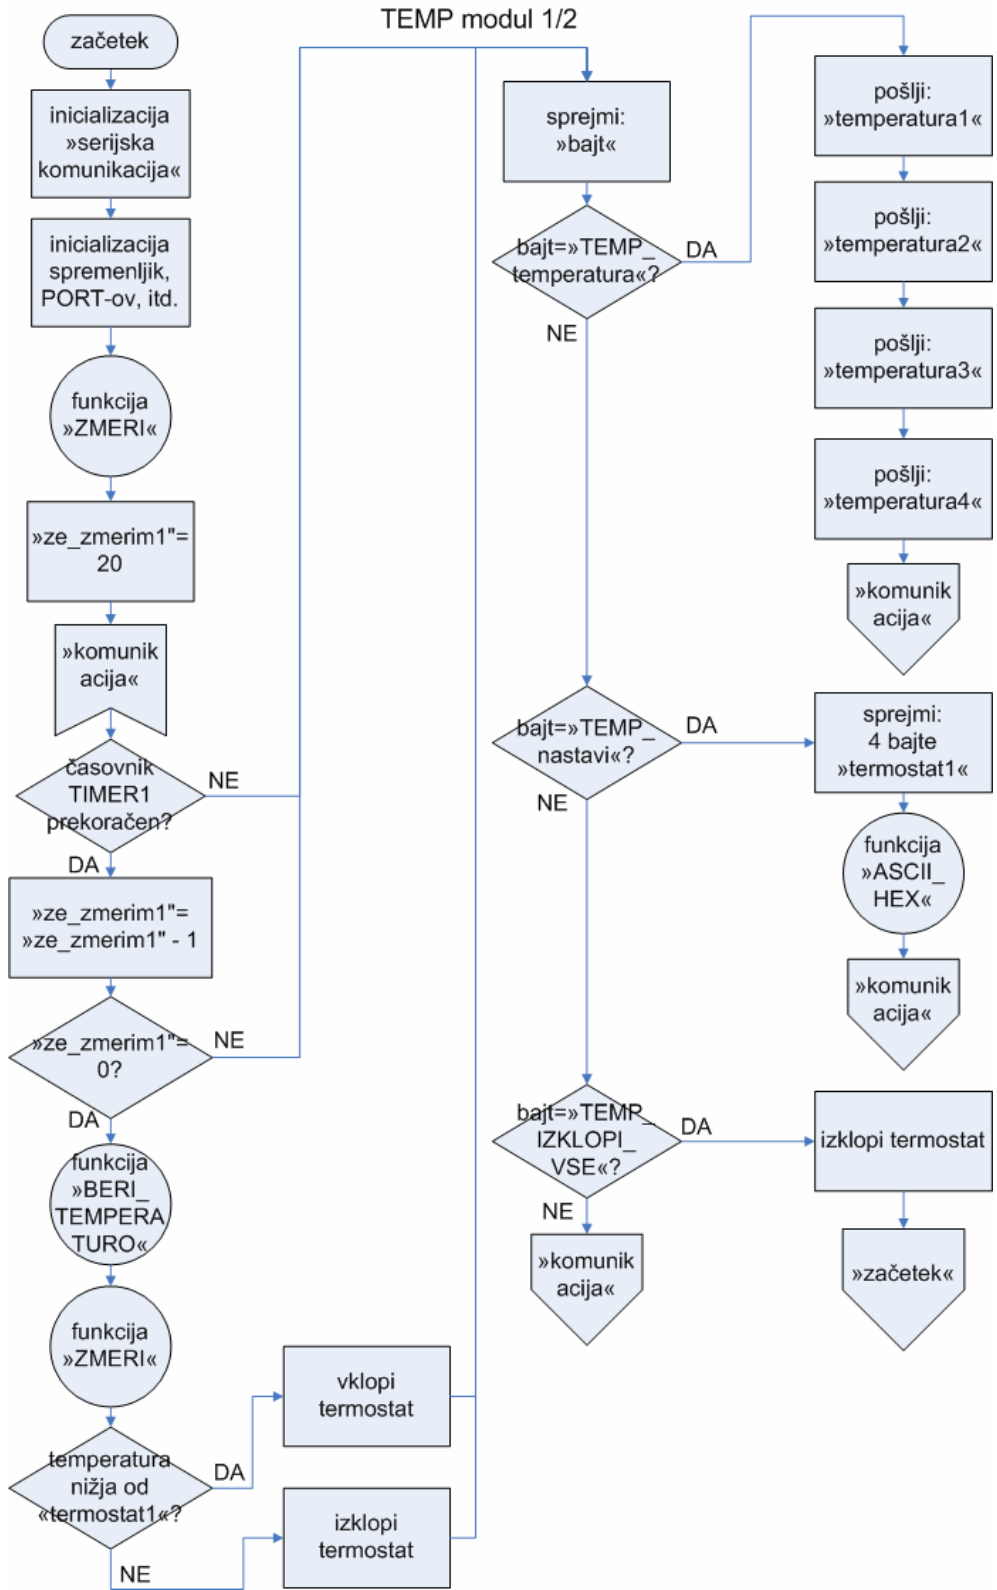 TEMP modul 1/2
začetek
inicializacija
»serijska
komunikacija«
inicializacija
spremenljik,
PORT-ov, itd.
funkcija
»ZMERI«
»ze_zmerim1"=
20
»komunik
acija«
časovnik
TIMER1
prekoračen?
NE
DA
»ze_zmerim1"=
»ze_zmerim1" - 1
»ze_zmerim1"=
0?
NE
DA
funkcija
»BERI_
TEMPERA
TURO«
funkcija
»ZMERI«
temperatura
nižja od
«termostat1«?
DA
NE
vklopi
termostat
izklopi
termostat
sprejmi:
»bajt«
bajt=»TEMP_
temperatura«?
DA
NE
bajt=»TEMP_
nastavi«?
DA
NE
bajt=»TEMP_
IZKLOPI_
VSE«?
DA
NE
»komunik
acija«
pošlji:
»temperatura1«
pošlji:
»temperatura2«
pošlji:
»temperatura3«
pošlji:
»temperatura4«
»komunik
acija«
sprejmi:
4 bajte
»termostat1«
funkcija
»ASCII_
HEX«
»komunik
acija«
izklopi termostat
»začetek«